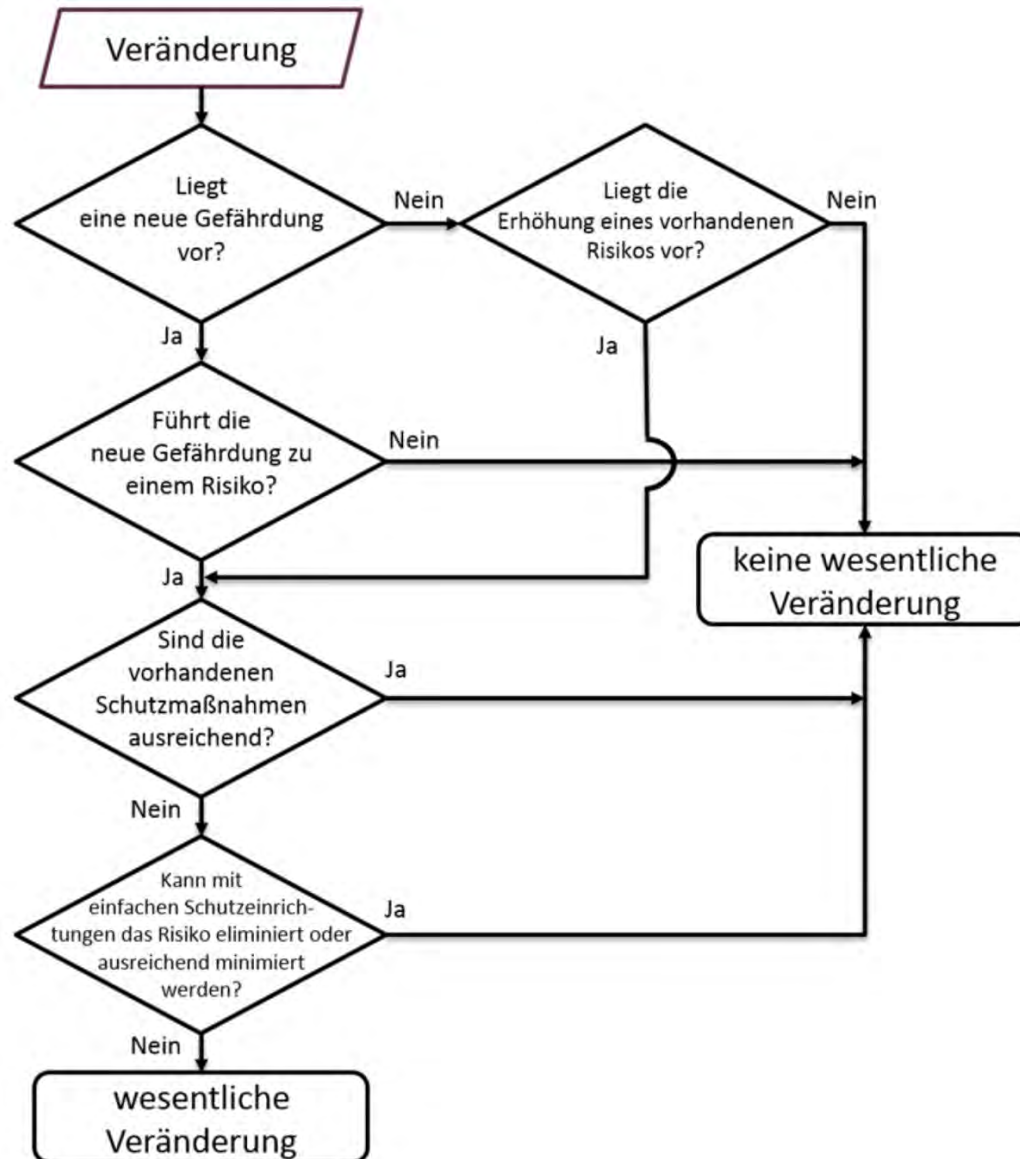 Veränderung
Liegt
eine neue Gefährdung
vor?
Nein
Liegt die
Erhöhung eines vorhandenen
Risikos vor?
Nein
Ja
Ja
Führt die
neue Gefährdung zu
einem Risiko?
Nein
keine wesentliche
Veränderung
Ja
Sind die
vorhandenen
Schutzmaßnahmen
ausreichend?
Ja
Nein
Kann mit
einfachen Schutzeinrich-
tungen das Risiko eliminiert oder
ausreichend minimiert
werden?
Ja
Nein
wesentliche
Veränderung